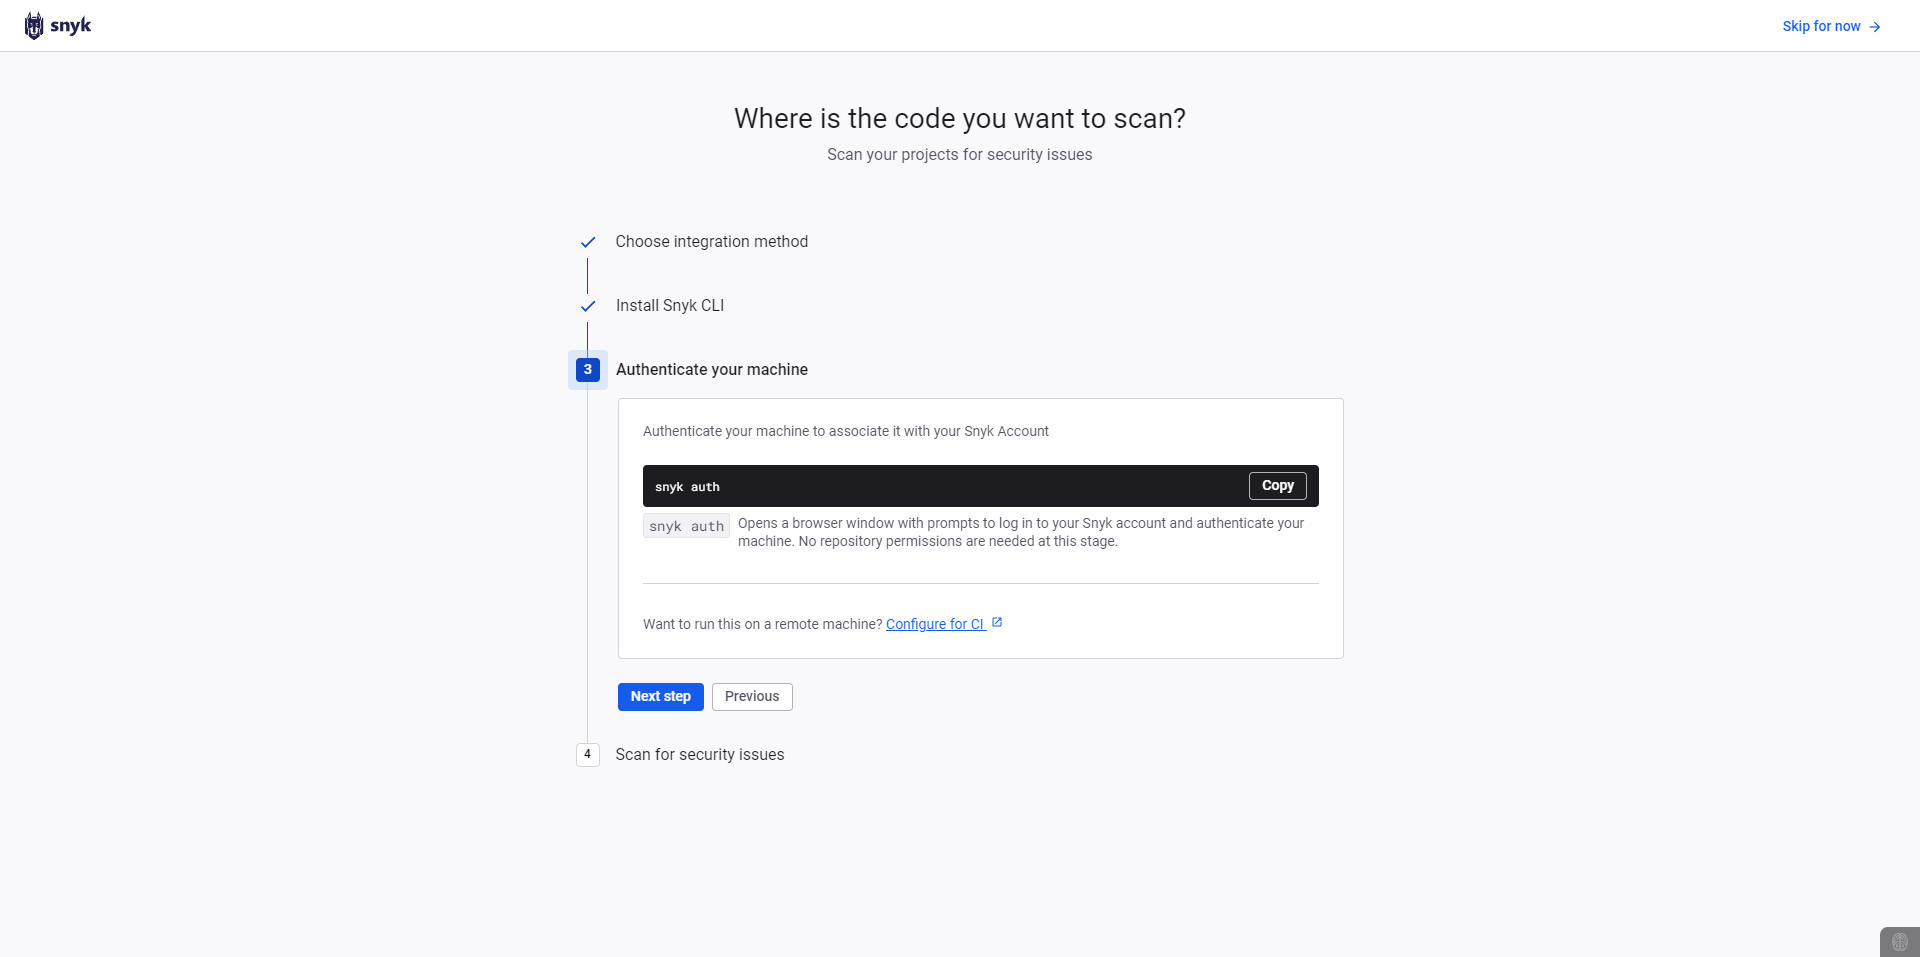 snyk
Skip for now
Where is the code you want to scan?
Scan your projects for security issues
Choose integration method
Install Snyk CLI
3
Authenticate your machine
Authenticate your machine to associate it with your Snyk Account
snyk auth
Copy
snyk auth
Opens a browser window with prompts to log in to your Snyk account and authenticate your
machine. No repository permissions are needed at this stage.
Want to run this on a remote machine? Configure for CI
Next step
Previous
4
Scan for security issues